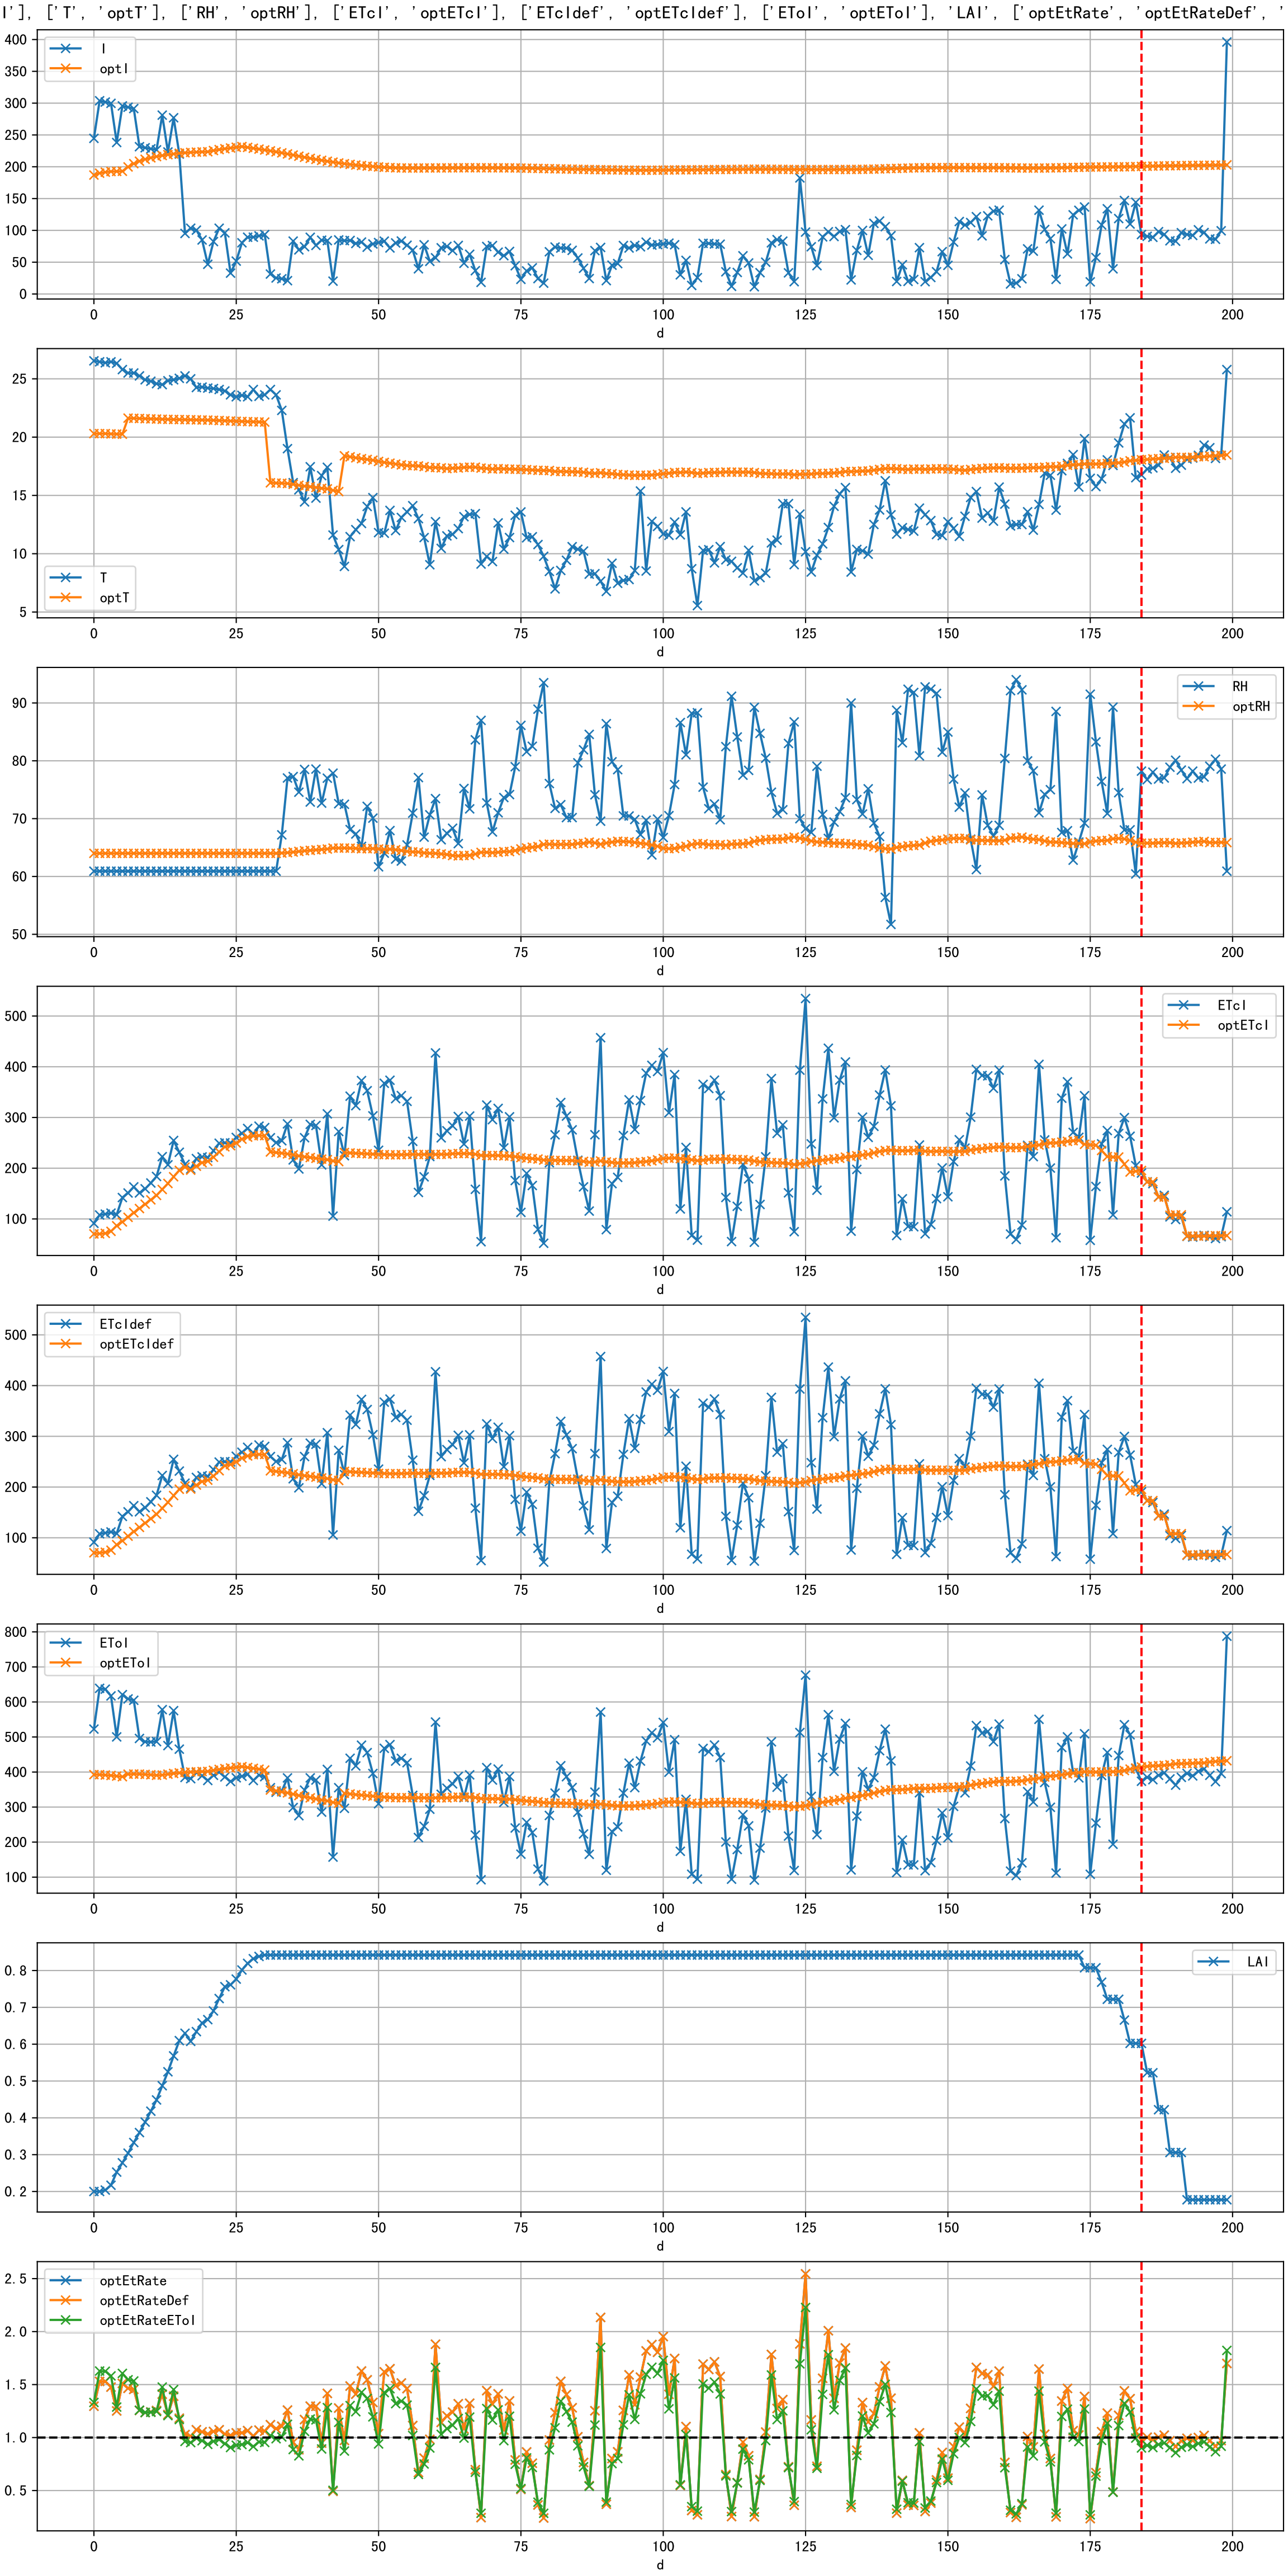 I'], ['T', 'optT'], ['RH', 'optRH'], ['ETcI', 'optETcI'], ['ETcIdef', 'optETcIdef'], ['EToI', 'optEToI'], 'LAI', ['optEtRate', 'optEtRateDef', '
400
350
300
250
200
150
100
50
0
I
optI
0 25 50 75 100 125 150 175 200
d
25
20
15
10
5
T
optT
0 25 50 75 100 125 150 175 200
d
90
80
70
60
50
RH
optRH
0 25 50 75 100 125 150 175 200
d
500
400
300
200
100
ETcI
optETcI
0 25 50 75 100 125 150 175 200
d
500
400
300
200
100
ETcIdef
optETcIdef
0 25 50 75 100 125 150 175 200
d
800
700
600
500
400
300
200
100
EToI
optEToI
0 25 50 75 100 125 150 175 200
d
0.8
0.7
0.6
0.5
0.4
0.3
0.2
LAI
0 25 50 75 100 125 150 175 200
d
2.5
2.0
1.5
1.0
0.5
optEtRate
optEtRateDef
optEtRateEToI
0 25 50 75 100 125 150 175 200
d